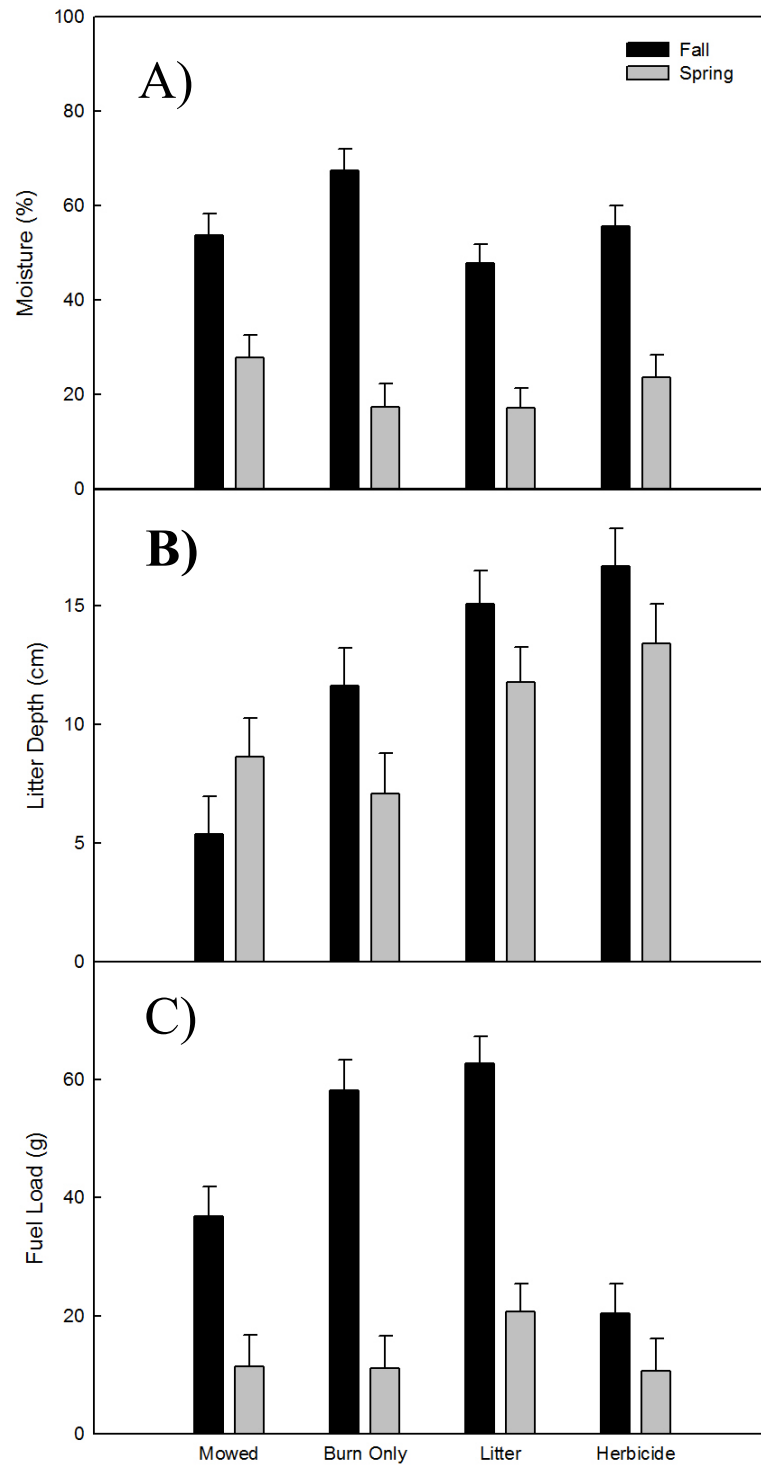 100
Fall
Spring
A)
80
60
Moisture (%)
40
20
0
B)
15
Litter Depth (cm)
10
5
0
C)
60
Fuel Load (g)
40
20
0
Mowed Burn Only Litter Herbicide